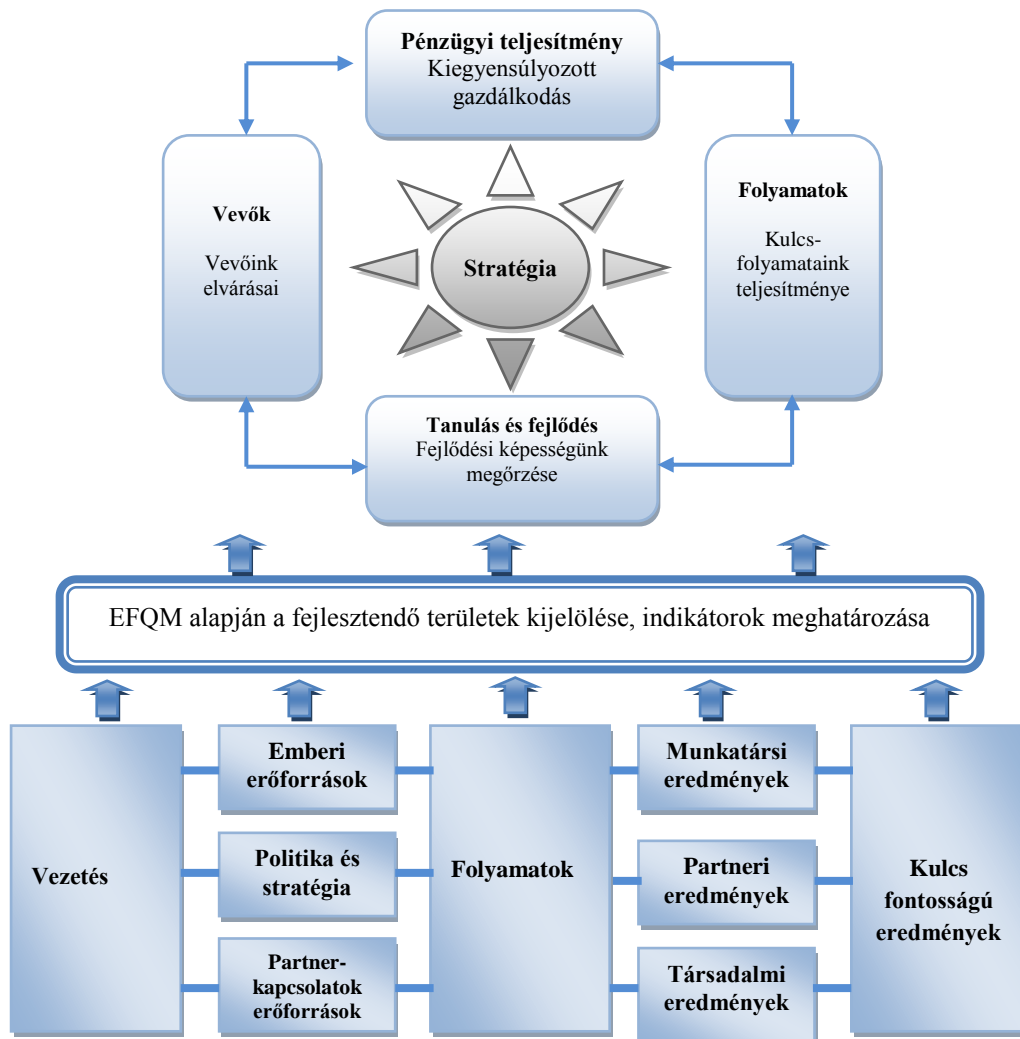 Pénzügyi teljesítmény
Kiegyensúlyozott
gazdálkodás
Vevők
Vevőink
elvárásai
Stratégia
Folyamatok
Kulcs-
folyamataink
teljesítménye
Tanulás és fejlődés
Fejlődési képességünk
megőrzése
EFQM alapján a fejlesztendő területek kijelölése, indikátorok meghatározása
Vezetés
Emberi
erőforrások
Politika és
stratégia
Partner-
kapcsolatok
erőforrások
Folyamatok
Munkatársi
eredmények
Partneri
eredmények
Társadalmi
eredmények
Kulcs
fontosságú
eredmények